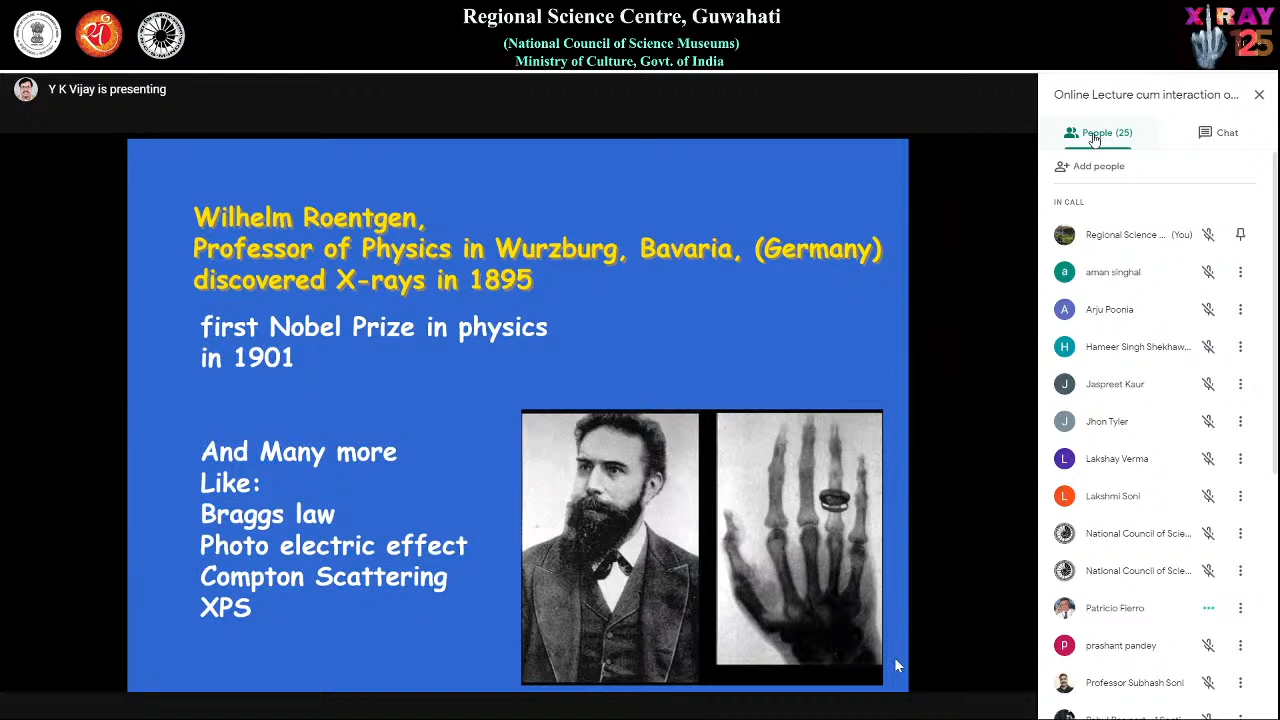 Regional Science Centre, Guwahati
(National Council of Science Museums)
Ministry of Culture, Govt. of India
X RAY
125
Y K Vijay is presenting
Wilhelm Roentgen,
Professor of Physics in Wurzburg, Bavaria, (Germany)
discovered X-rays in 1895
first Nobel Prize in physics
in 1901
And Many more
Like:
Braggs law
Photo electric effect
Compton Scattering
XPS
Online Lecture cum interaction o...
People (25)
Chat
Add people
IN CALL
Regional Science ... (You)
a aman singhal
A Arju Poonia
H Hameer Singh Shekhaw...
J Jaspreet Kaur
J Jhon Tyler
L Lakshay Verma
L Lakshmi Soni
National Council of Scie...
National Council of Scie...
Patricio Fierro
p prashant pandey
Professor Subhash Soni